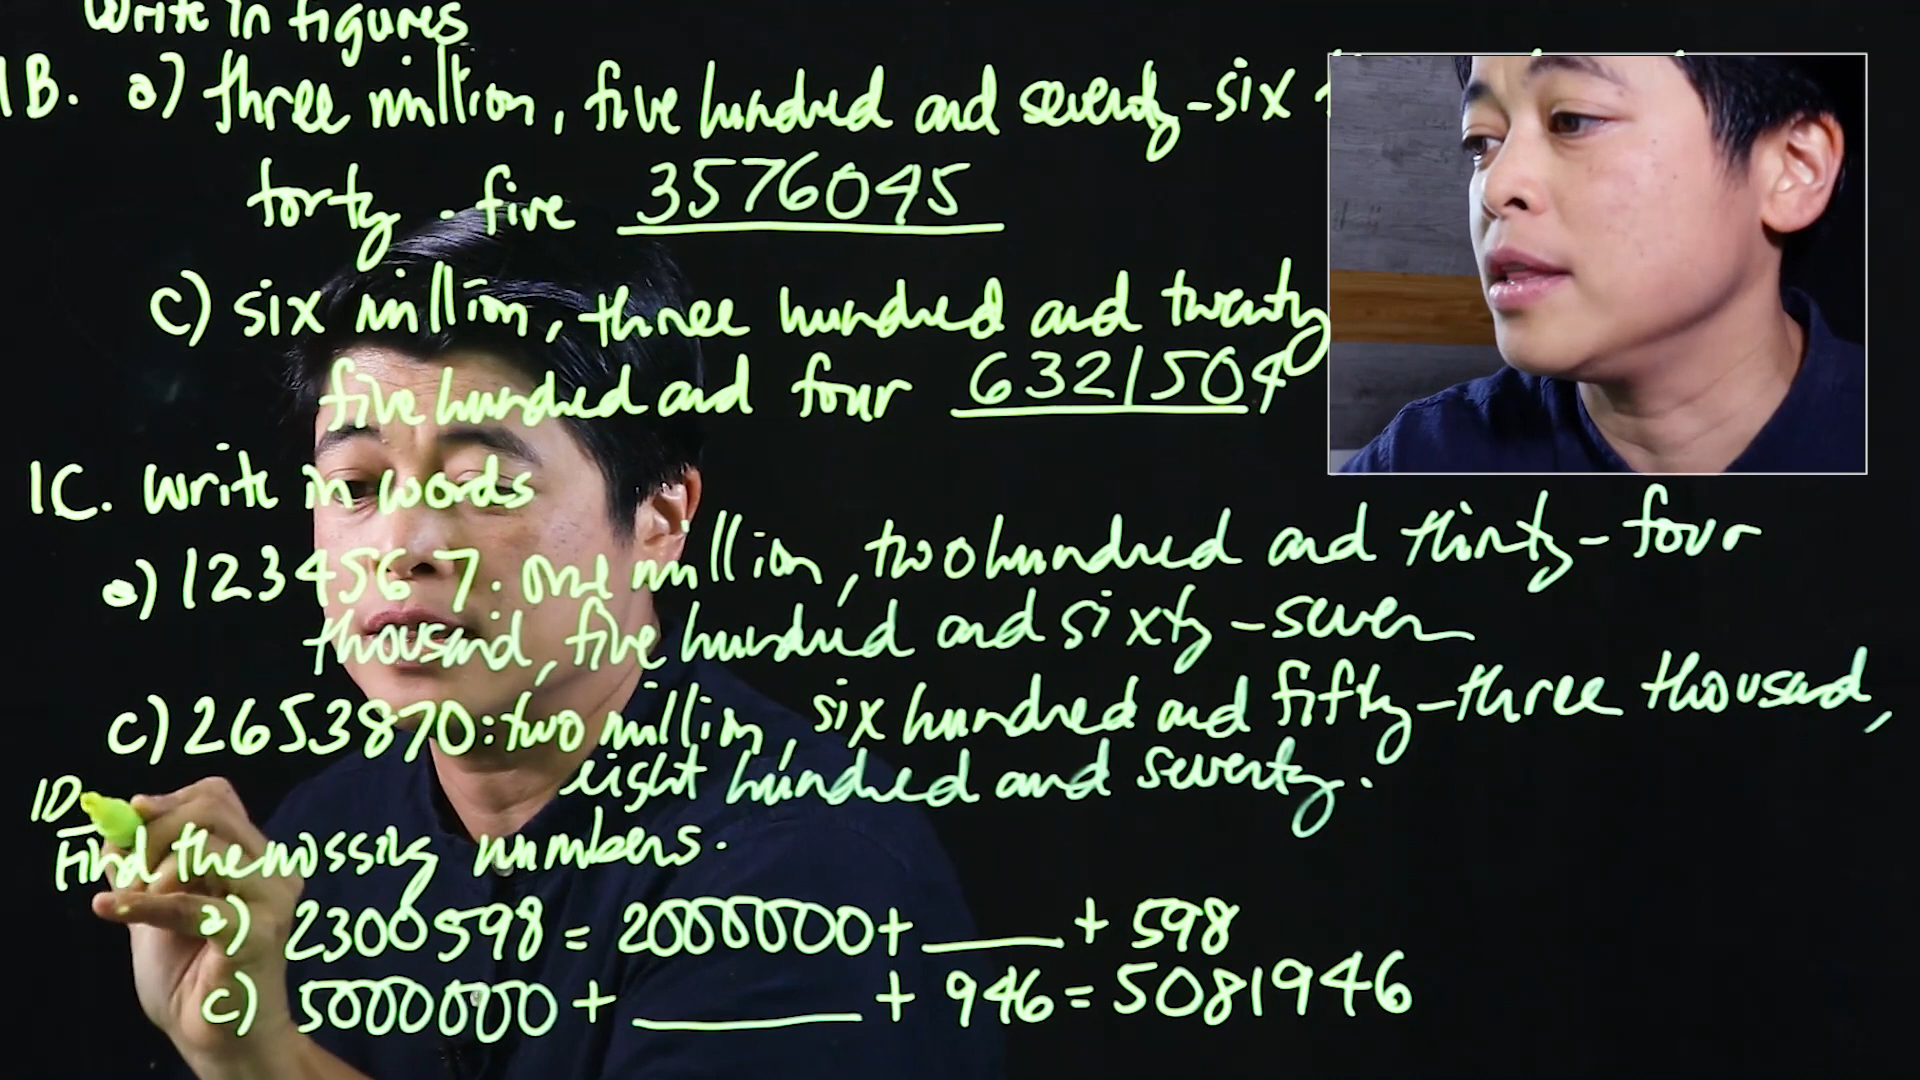 Write in figures
1B. a) three million, five hundred and seventy-six
forty-five 3576045
c) six million, three hundred and twenty
five hundred and four 6321504
1C. Write in words
a) 1234567: one million, two hundred and thirty-four
thousand, five hundred and sixty-seven
c) 2653870: two million, six hundred and fifty-three thousand,
eight hundred and seventy.
1D
Find the missing numbers.
a) 2300598 = 2000000 + ____ + 598
c) 5000000 + ____ + 946 = 5081946